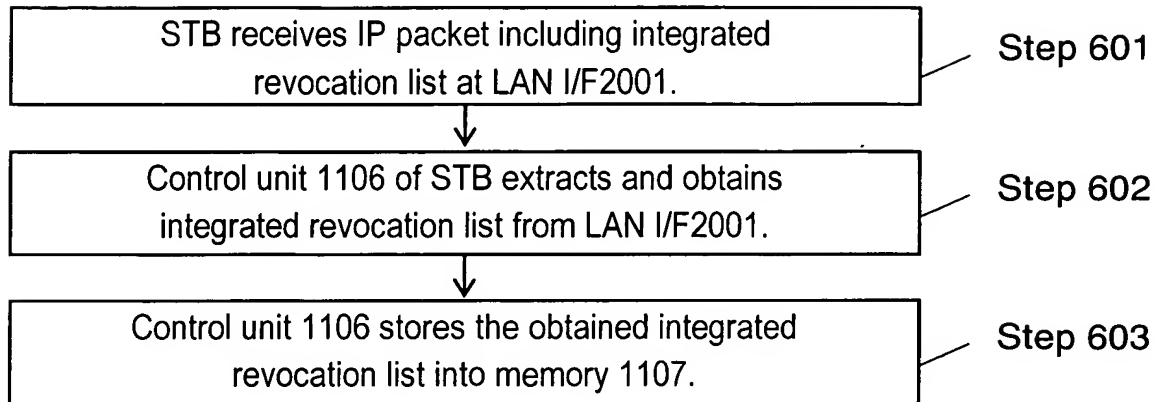 STB receives IP packet including integrated
revocation list at LAN I/F2001.
Step 601
Control unit 1106 of STB extracts and obtains
integrated revocation list from LAN I/F2001.
Step 602
Control unit 1106 stores the obtained integrated
revocation list into memory 1107.
Step 603